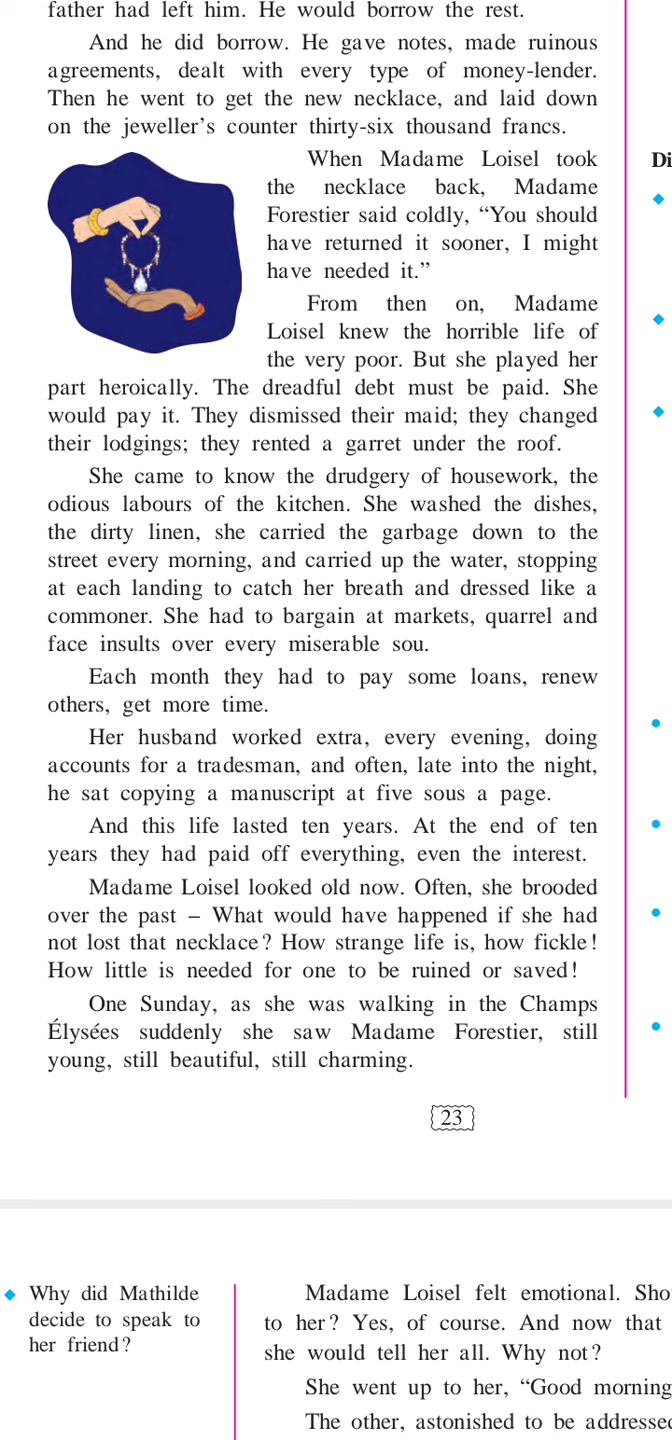 father had left him. He would borrow the rest.
And he did borrow. He gave notes, made ruinous
agreements, dealt with every type of money-lender.
Then he went to get the new necklace, and laid down
on the jeweller’s counter thirty-six thousand francs.
When Madame Loisel took
the necklace back, Madame
Forestier said coldly, “You should
have returned it sooner, I might
have needed it.”
From then on, Madame
Loisel knew the horrible life of
the very poor. But she played her
part heroically. The dreadful debt must be paid. She
would pay it. They dismissed their maid; they changed
their lodgings; they rented a garret under the roof.
She came to know the drudgery of housework, the
odious labours of the kitchen. She washed the dishes,
the dirty linen, she carried the garbage down to the
street every morning, and carried up the water, stopping
at each landing to catch her breath and dressed like a
commoner. She had to bargain at markets, quarrel and
face insults over every miserable sou.
Each month they had to pay some loans, renew
others, get more time.
Her husband worked extra, every evening, doing
accounts for a tradesman, and often, late into the night,
he sat copying a manuscript at five sous a page.
And this life lasted ten years. At the end of ten
years they had paid off everything, even the interest.
Madame Loisel looked old now. Often, she brooded
over the past – What would have happened if she had
not lost that necklace? How strange life is, how fickle!
How little is needed for one to be ruined or saved!
One Sunday, as she was walking in the Champs
Élysées suddenly she saw Madame Forestier, still
young, still beautiful, still charming.
23
Di
Why did Mathilde
decide to speak to
her friend?
Madame Loisel felt emotional. Sho
to her? Yes, of course. And now that
she would tell her all. Why not?
She went up to her, “Good morning
The other, astonished to be addressed